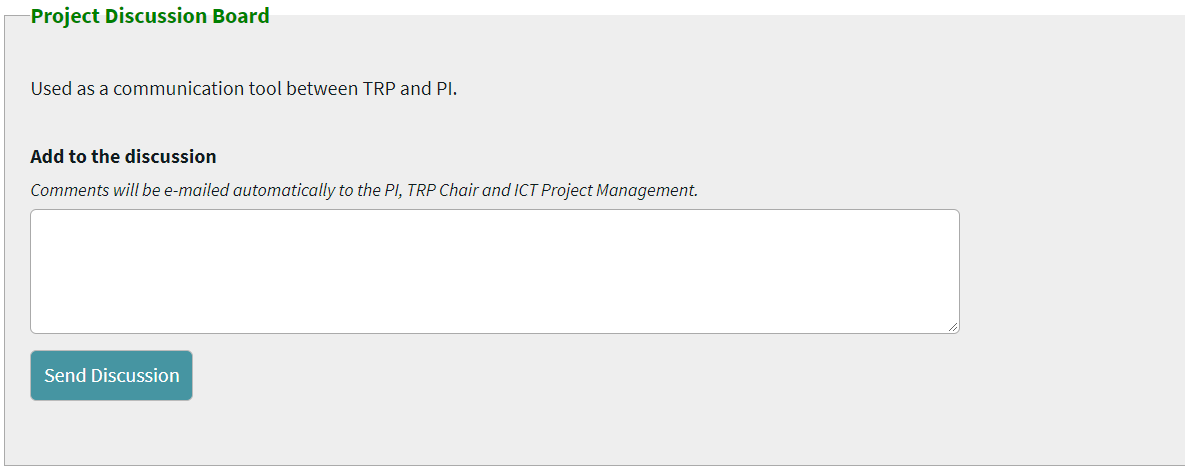 Project Discussion Board
Used as a communication tool between TRP and PI.
Add to the discussion
Comments will be e-mailed automatically to the PI, TRP Chair and ICT Project Management.
Send Discussion